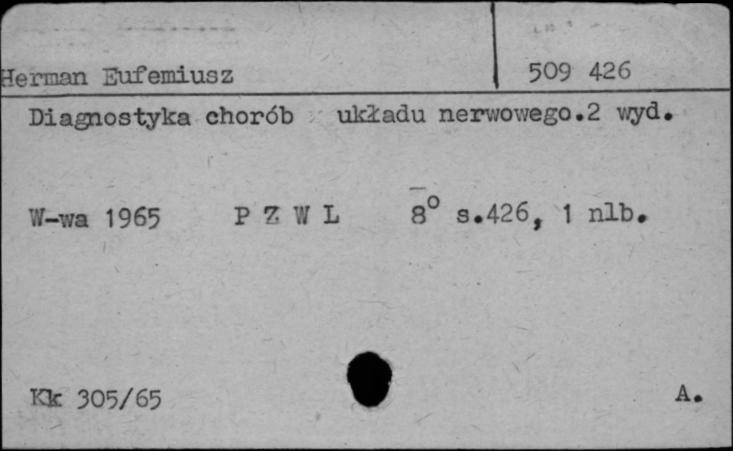 Herman Eufemiusz 509 426
Diagnostyka chorób układu nerwowego.2 wyd.
W-wa 1965 P Z W L 8° s.426, 1 nlb.
Kk 305/65 A.